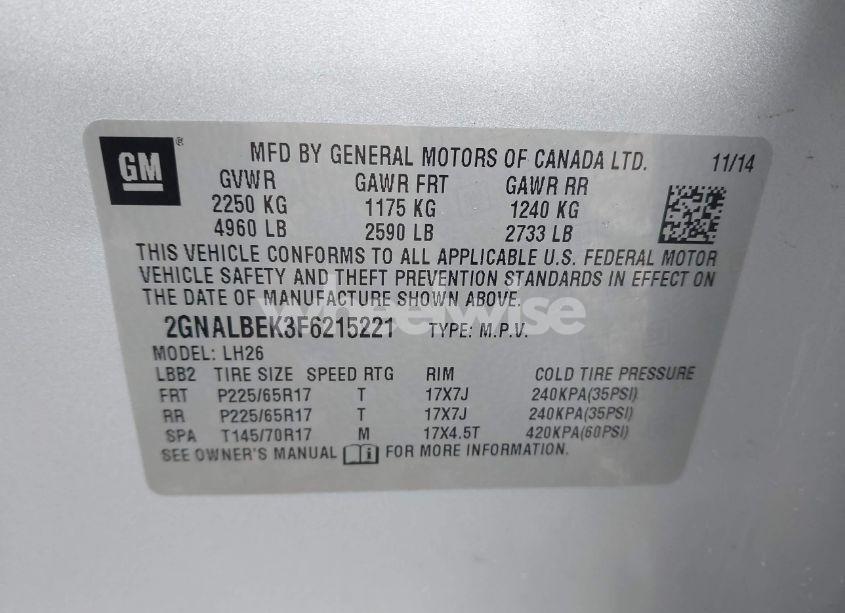 GM ®
MFD BY GENERAL MOTORS OF CANADA LTD. 11/14
GVWR GAWR FRT GAWR RR
2250 KG 1175 KG 1240 KG
4960 LB 2590 LB 2733 LB
THIS VEHICLE CONFORMS TO ALL APPLICABLE U.S. FEDERAL MOTOR
VEHICLE SAFETY AND THEFT PREVENTION STANDARDS IN EFFECT ON
THE DATE OF MANUFACTURE SHOWN ABOVE.
wheelwise
2GNALBEK3F6215221 TYPE: M.P.V.
MODEL: LH26
LBB2 TIRE SIZE SPEED RTG RIM COLD TIRE PRESSURE
FRT P225/65R17 T 17X7J 240KPA(35PSI)
RR P225/65R17 T 17X7J 240KPA(35PSI)
SPA T145/70R17 M 17X4.5T 420KPA(60PSI)
SEE OWNER'S MANUAL i FOR MORE INFORMATION.